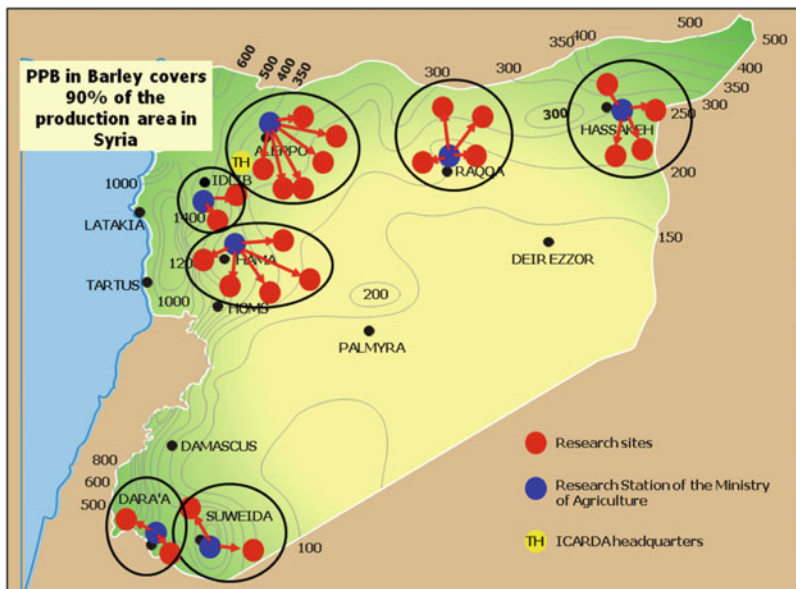 PPB in Barley covers
90% of the
production area in
Syria
600
500
400
350
300
300
350
400
500
500
400
350
300
250
200
150
300
HASSAKEH
ALEPPO
TH
IDLIB
RAQQA
1000
1400
LATAKIA
HAMA
120
DEIR EZZOR
TARTUS
1000
HOMS
200
PALMYRA
DAMASCUS
800
600
500
DARA'A
SUWEIDA
100
Research sites
Research Station of the Ministry
of Agriculture
TH ICARDA headquarters